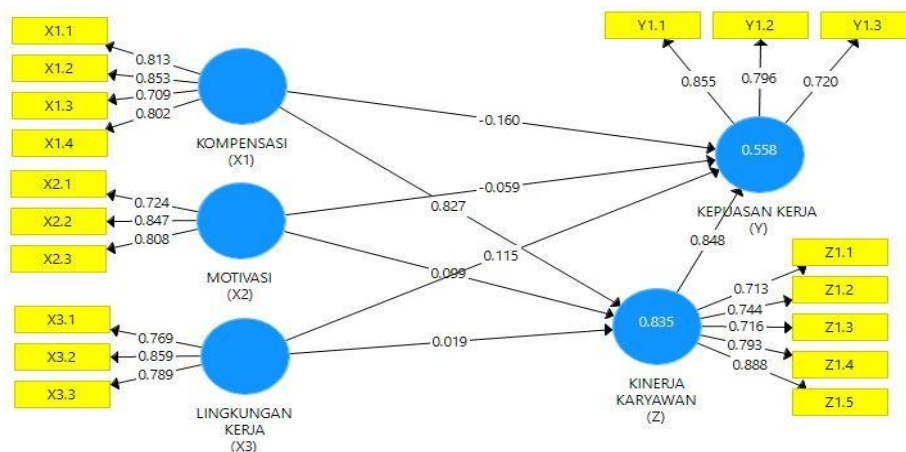 X1.1
0.813
X1.2
0.853
X1.3
0.709
X1.4
0.802
KOMPENSASI
(X1)
X2.1
0.724
X2.2
0.847
X2.3
0.808
MOTIVASI
(X2)
X3.1
0.769
X3.2
0.859
X3.3
0.789
LINGKUNGAN
KERJA
(X3)
-0.160
-0.059
0.827
0.115
0.099
0.019
0.848
Y1.1
Y1.2
Y1.3
0.855
0.796
0.720
0.558
KEPUASAN KERJA
(Y)
0.835
KINERJA
KARYAWAN
(Z)
Z1.1
0.713
Z1.2
0.744
Z1.3
0.716
Z1.4
0.793
Z1.5
0.888